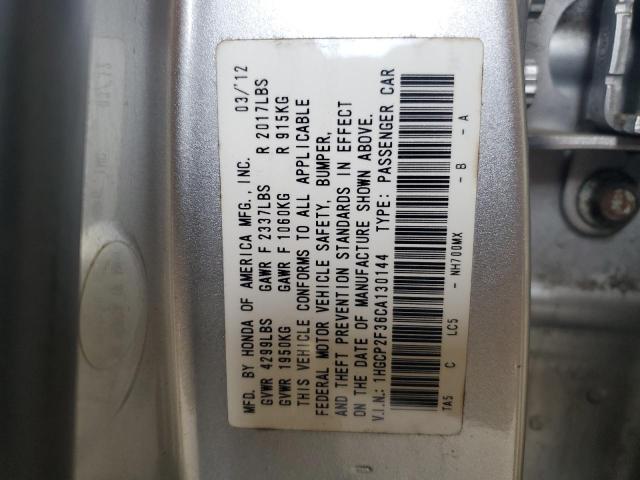 MFD. BY HONDA OF AMERICA MFG., INC. 03/'12
GVWR 4299LBS GAWR F 2337LBS R 2017LBS
GVWR 1950KG GAWR F 1060KG R 915KG
THIS VEHICLE CONFORMS TO ALL APPLICABLE
FEDERAL MOTOR VEHICLE SAFETY, BUMPER,
AND THEFT PREVENTION STANDARDS IN EFFECT
ON THE DATE OF MANUFACTURE SHOWN ABOVE.
V.I.N.: 1HGCP2F36CA130144 TYPE: PASSENGER CAR
TA5 C LC5 - NH700MX - B - A